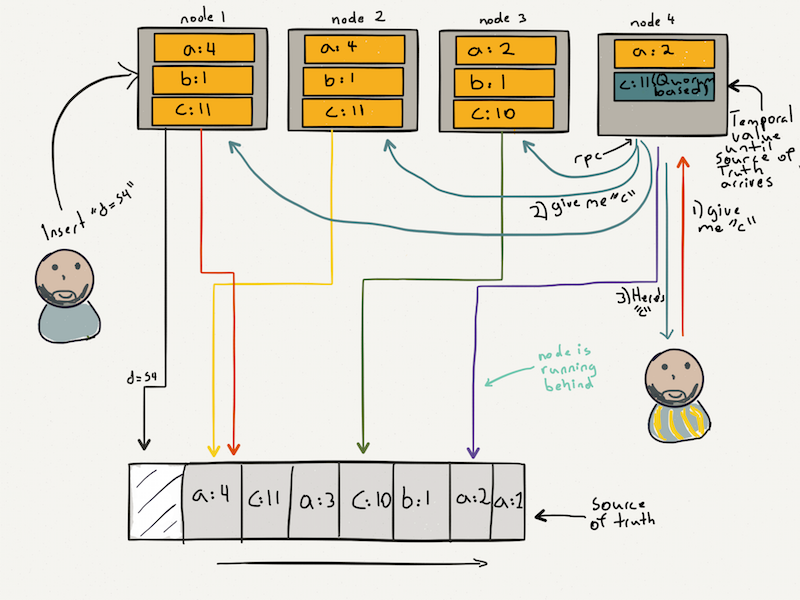 node 1
a:4
b:1
c:11
node 2
a:4
b:1
c:11
node 3
a:2
b:1
c:10
node 4
a:2
c:11(Quorum
based)
Temporal
value
until
source of
Truth
arrives
rpc
2) give me "c"
1) give
me "c"
3) Here's
"c"
Insert "d=54"
d=54
node is
running
behind
a:4
c:11
a:3
c:10
b:1
a:2
a:1
source
of truth